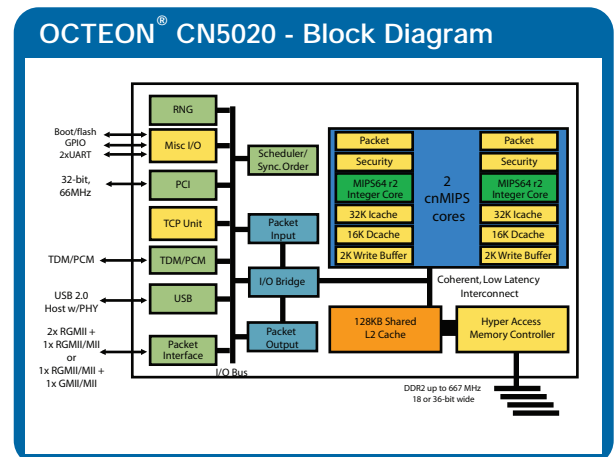 OCTEON® CN5020 - Block Diagram
Boot/flash
GPIO
2xUART
32-bit,
66MHz
TDM/PCM
USB 2.0
Host w/PHY
2x RGMII +
1x RGMII/MII
or
1x RGMII/MII +
1x GMII/MII
RNG
Misc I/O
PCI
TCP Unit
TDM/PCM
USB
Packet
Interface
I/O Bus
Scheduler/
Sync. Order
Packet
Input
I/O Bridge
Packet
Output
Packet
Security
MIPS64 r2
Integer Core
32K Icache
16K Dcache
2K Write Buffer
2
cnMIPS
cores
Packet
Security
MIPS64 r2
Integer Core
32K Icache
16K Dcache
2K Write Buffer
Coherent, Low Latency
Interconnect
128KB Shared
L2 Cache
Hyper Access
Memory Controller
DDR2 up to 667 MHz
18 or 36-bit wide